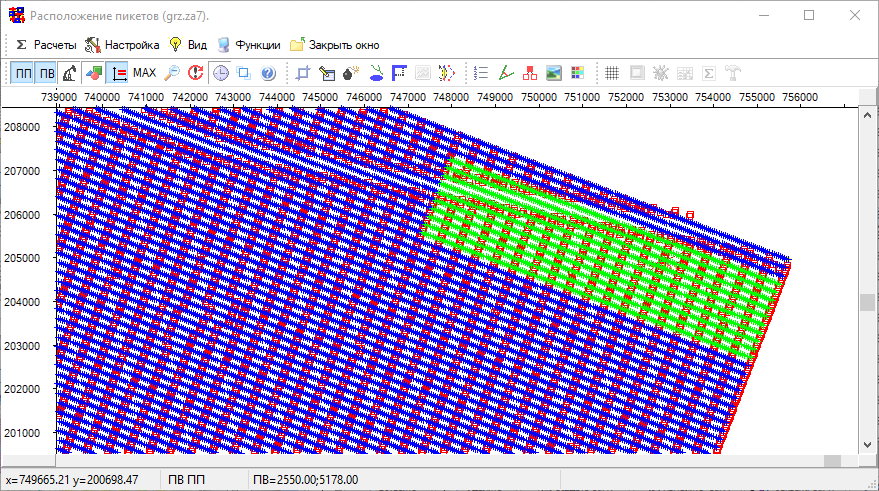 Расположение пикетов (grz.za7).
Σ Расчеты Настройка Вид Функции Закрыть окно
ПП ПВ MAX
739000 740000 741000 742000 743000 744000 745000 746000 747000 748000 749000 750000 751000 752000 753000 754000 755000 756000
208000
207000
206000
205000
204000
203000
202000
201000
x=749665.21 y=200698.47 ПВ ПП ПВ=2550.00;5178.00